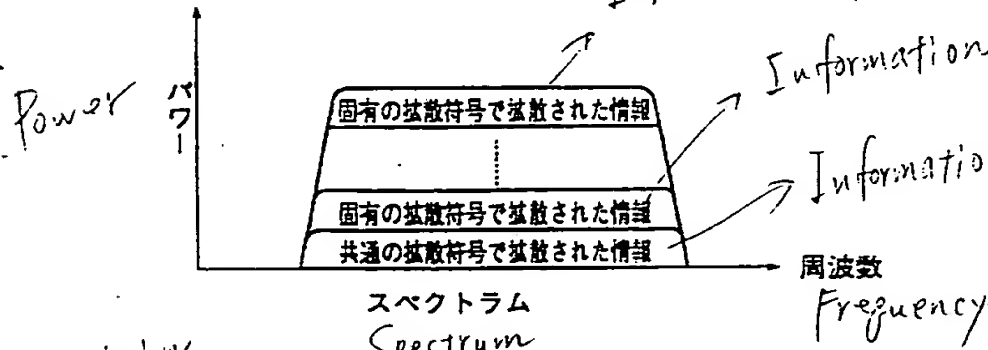 Information
Power
パワー
固有の拡散符号で拡散された情報
Informatio
固有の拡散符号で拡散された情報
共通の拡散符号で拡散された情報
周波数
スペクトラム
Frequency
Spectrum